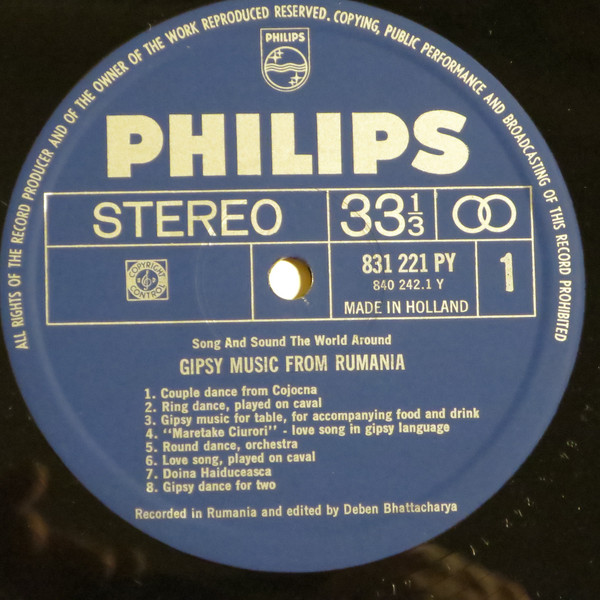 ALL RIGHTS OF THE RECORD PRODUCER AND OF THE OWNER OF THE WORK REPRODUCED RESERVED. COPYING, PUBLIC PERFORMANCE AND BROADCASTING OF THIS RECORD PROHIBITED
PHILIPS
PHILIPS
STEREO 33 1/3
COPYRIGHT CONTROL
831 221 PY 1
840 242.1 Y
MADE IN HOLLAND
Song And Sound The World Around
GIPSY MUSIC FROM RUMANIA
1. Couple dance from Cojocna
2. Ring dance, played on caval
3. Gipsy music for table, for accompanying food and drink
4. "Maretake Ciurori" - love song in gipsy language
5. Round dance, orchestra
6. Love song, played on caval
7. Doina Haiduceasca
8. Gipsy dance for two
Recorded in Rumania and edited by Deben Bhattacharya